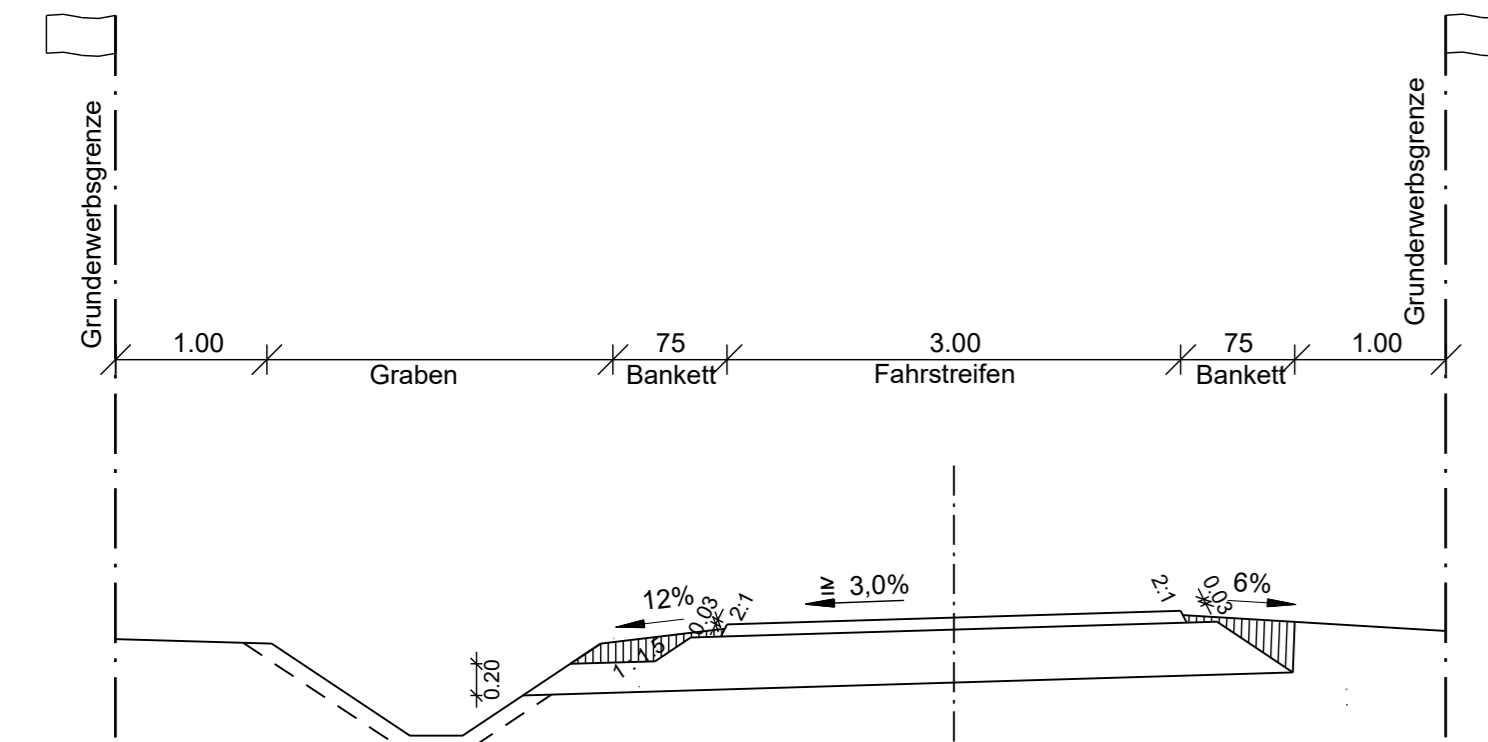 Grunderwerbsgrenze
Grunderwerbsgrenze
1.00
75
3.00
75
1.00
Graben
Bankett
Fahrstreifen
Bankett
12%
0.03
2:1
≥ 3,0%
2:1
0.03
6%
1:1.5
0.20